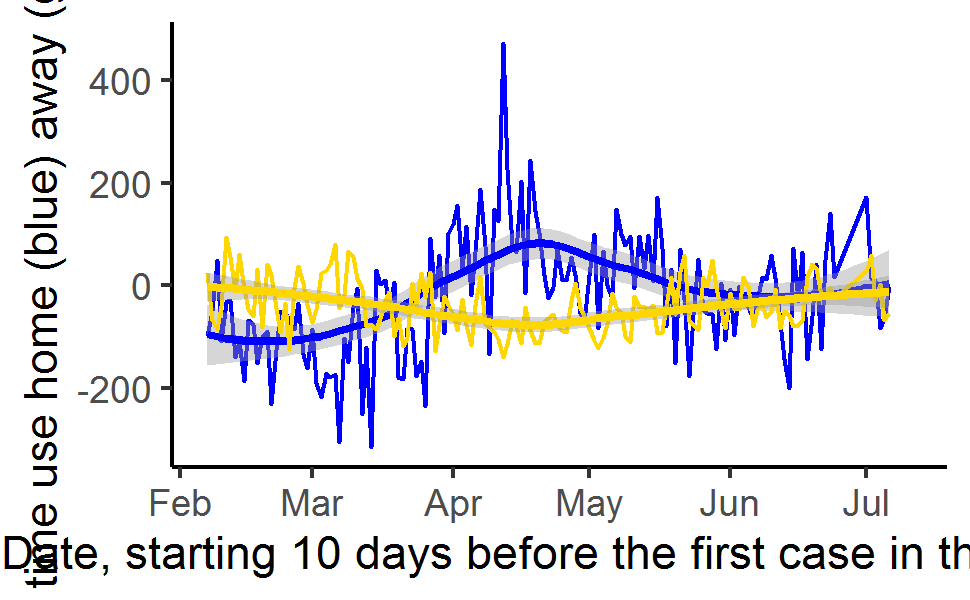 time use home (blue) away (
400
200
0
-200
Feb Mar Apr May Jun Jul
Date, starting 10 days before the first case in th